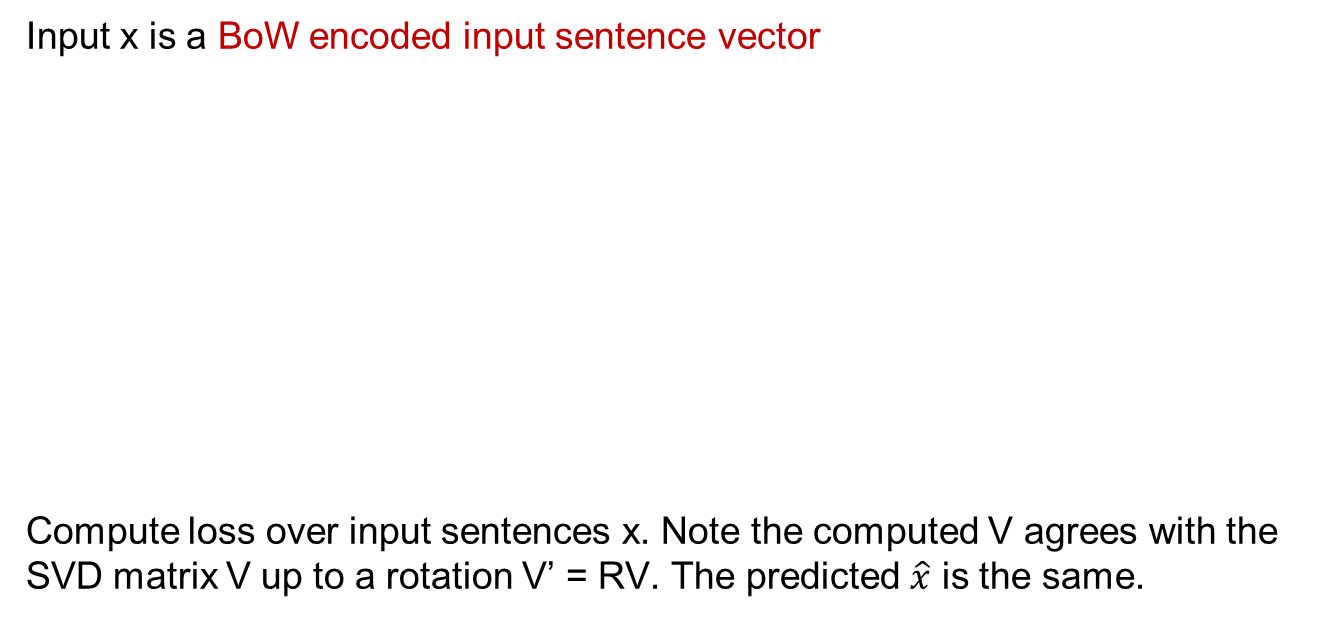 Input x is a BoW encoded input sentence vector
Compute loss over input sentences x. Note the computed V agrees with the
SVD matrix V up to a rotation V’ = RV. The predicted x̂ is the same.